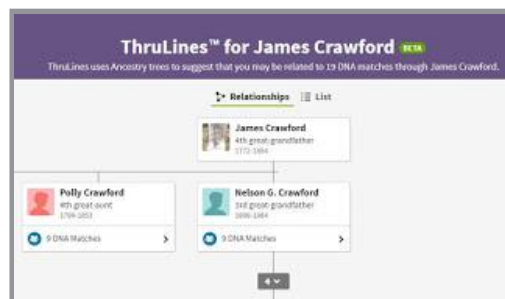 ThruLines™ for James Crawford BETA
ThruLines uses Ancestry trees to suggest that you may be related to 19 DNA matches through James Crawford.
Relationships List
James Crawford
4th great-grandfather
Polly Crawford
4th great-aunt
9 DNA Matches
Nelson G. Crawford
3rd great-grandfather
9 DNA Matches
4